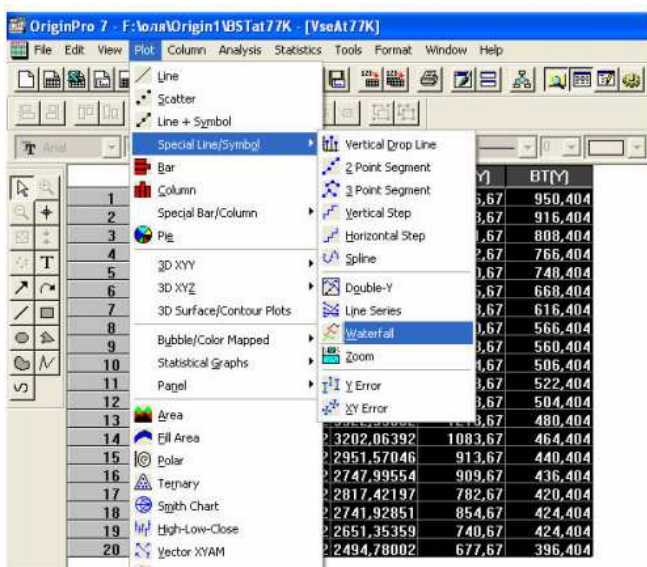 OriginPro 7 - F:\оля\Origin1\BSTat77K - [VseAt77K]
File Edit View Plot Column Analysis Statistics Tools Format Window Help
Line
Scatter
Line + Symbol
Special Line/Symbol
Bar
Column
Special Bar/Column
Pie
3D XYY
3D XYZ
3D Surface/Contour Plots
Bubble/Color Mapped
Statistical Graphs
Panel
Area
Fill Area
Polar
Ternary
Smith Chart
High-Low-Close
Vector XYAM
Vertical Drop Line
2 Point Segment
3 Point Segment
Vertical Step
Horizontal Step
Spline
Double-Y
Line Series
Waterfall
Zoom
Y Error
XY Error
Arial
BT(Y)
1 950,404
2 916,404
3 808,404
4 766,404
5 748,404
6 668,404
7 616,404
8 566,404
9 560,404
10 506,404
11 522,404
12 504,404
13 480,404
14 3202,06392 1083,67 464,404
15 2951,57046 913,67 440,404
16 2747,99554 909,67 436,404
17 2817,42197 782,67 420,404
18 2741,92851 854,67 424,404
19 2651,35359 740,67 424,404
20 2494,78002 677,67 396,404